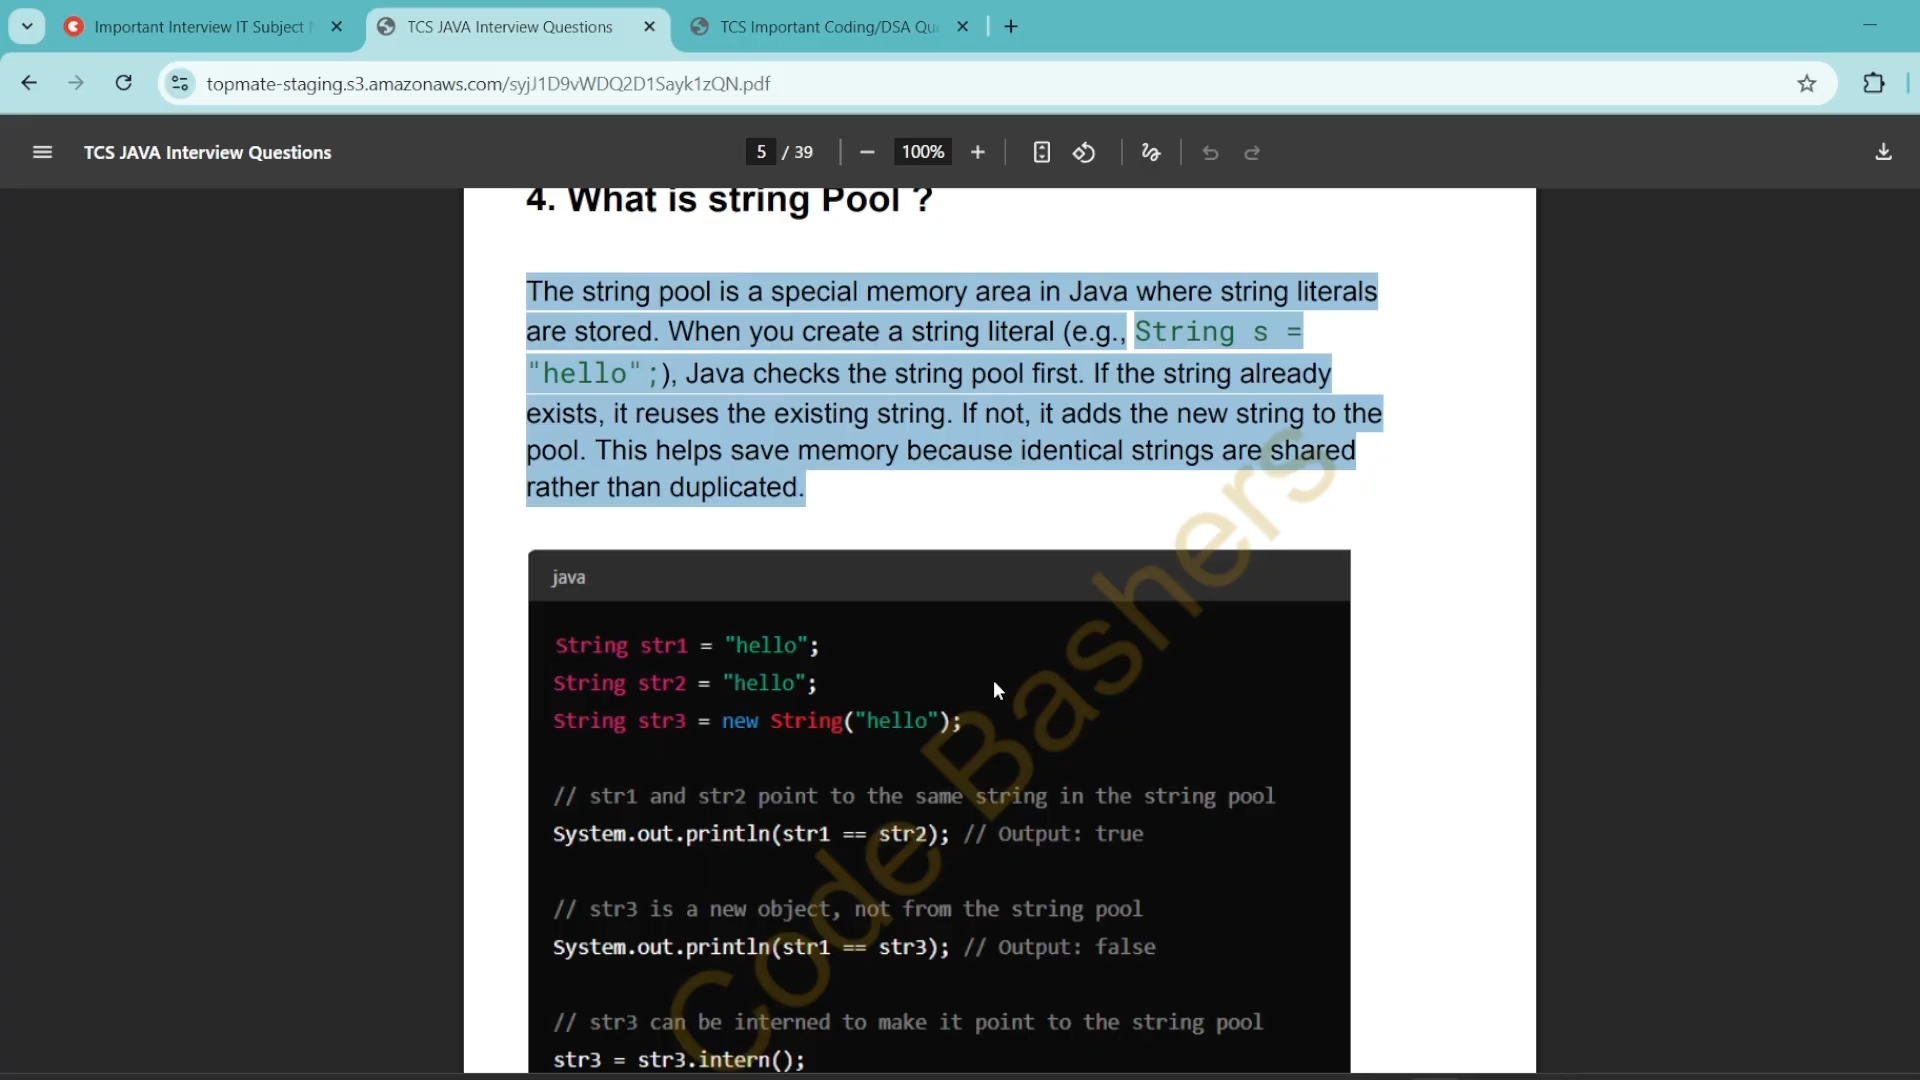 Important Interview IT Subject
TCS JAVA Interview Questions
TCS Important Coding/DSA Qu
topmate-staging.s3.amazonaws.com/syjJ1D9vWDQ2D1Sayk1zQN.pdf
TCS JAVA Interview Questions
5 / 39
100%
4. What is string Pool ?
The string pool is a special memory area in Java where string literals
are stored. When you create a string literal (e.g., String s =
"hello";), Java checks the string pool first. If the string already
exists, it reuses the existing string. If not, it adds the new string to the
pool. This helps save memory because identical strings are shared
rather than duplicated.
java
String str1 = "hello";
String str2 = "hello";
String str3 = new String("hello");
// str1 and str2 point to the same string in the string pool
System.out.println(str1 == str2); // Output: true
// str3 is a new object, not from the string pool
System.out.println(str1 == str3); // Output: false
// str3 can be interned to make it point to the string pool
str3 = str3.intern();
Code Bashers